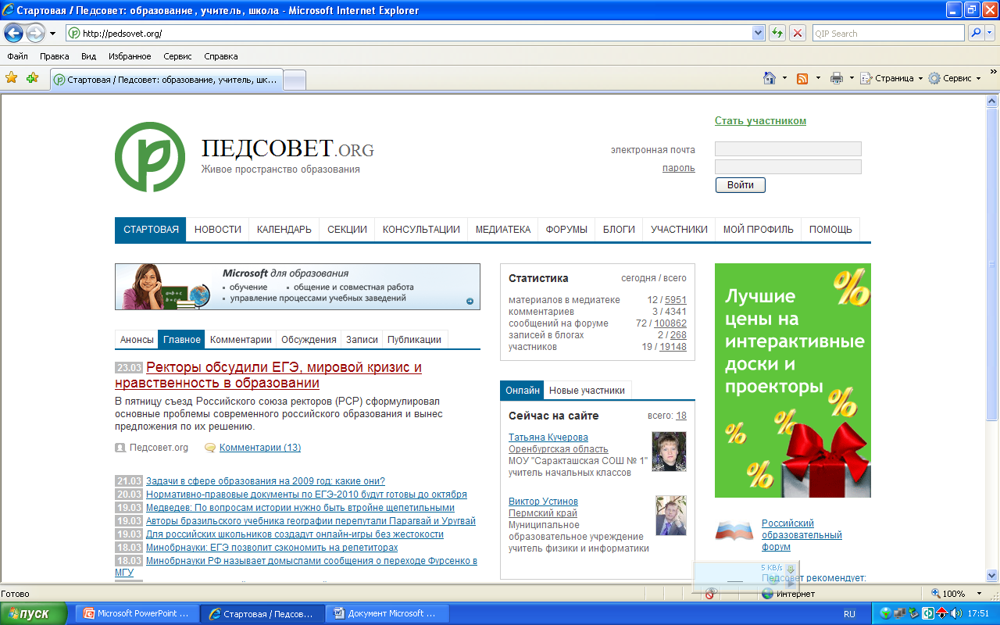 Стартовая / Педсовет: образование, учитель, школа - Microsoft Internet Explorer
http://pedsovet.org/
QIP Search
Файл Правка Вид Избранное Сервис Справка
Стартовая / Педсовет: образование, учитель, шк...
Страница Сервис
Стать участником
ПЕДСОВЕТ.ORG
Живое пространство образования
электронная почта
пароль
Войти
СТАРТОВАЯ НОВОСТИ КАЛЕНДАРЬ СЕКЦИИ КОНСУЛЬТАЦИИ МЕДИАТЕКА ФОРУМЫ БЛОГИ УЧАСТНИКИ МОЙ ПРОФИЛЬ ПОМОЩЬ
Microsoft для образования
обучение общение и совместная работа
управление процессами учебных заведений
Анонсы Главное Комментарии Обсуждения Записи Публикации
23.03 Ректоры обсудили ЕГЭ, мировой кризис и
нравственность в образовании
В пятницу съезд Российского союза ректоров (РСР) сформулировал
основные проблемы современного российского образования и вынес
предложения по их решению.
Педсовет.org Комментарии (13)
21.03 Задачи в сфере образования на 2009 год: какие они?
20.03 Нормативно-правовые документы по ЕГЭ-2010 будут готовы до октября
19.03 Медведев: По вопросам истории нужно быть втройне щепетильными
19.03 Авторы бразильского учебника географии перепутали Парагвай и Уругвай
19.03 Для российских школьников создадут онлайн-игры без жестокости
18.03 Минобрнауки: ЕГЭ позволит сэкономить на репетиторах
18.03 Минобрнауки РФ называет домыслами сообщения о переходе Фурсенко в
МГУ
Статистика сегодня / всего
материалов в медиатеке 12 / 5951
комментариев 3 / 4341
сообщений на форуме 72 / 100862
записей в блогах 2 / 268
участников 19 / 19148
Онлайн Новые участники
Сейчас на сайте всего: 18
Татьяна Кучерова
Оренбургская область
МОУ "Саракташская СОШ № 1"
учитель начальных классов
Виктор Устинов
Пермский край
Муниципальное
образовательное учреждение
учитель физики и информатики
Лучшие
цены на
интерактивные
доски и
проекторы
% % % % %
Российский
образовательный
форум
Педсовет рекомендует:
5 KB/s
Готово Интернет 100%
пуск Microsoft PowerPoint ... Стартовая / Педсов... Документ Microsoft ... RU 17:51